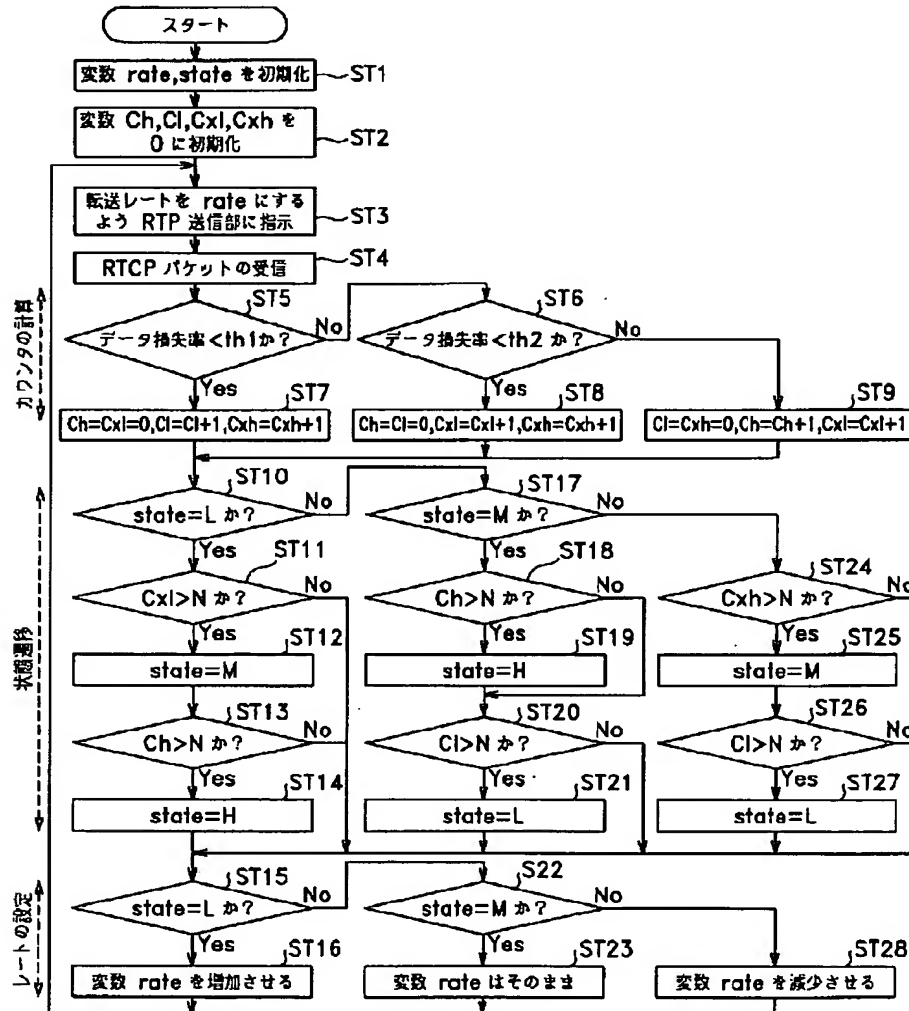 スタート
変数 rate,state を初期化
ST1
変数 Ch,Cl,Cxl,Cxh を
0 に初期化
ST2
転送レートを rate にする
よう RTP 送信部に指示
ST3
RTCP パケットの受信
ST4
カウンタの計算
ST5
データ損失率<th1か?
No
Yes
ST6
データ損失率<th2 か?
No
Yes
ST7
Ch=Cxl=0,Cl=Cl+1,Cxh=Cxh+1
ST8
Ch=Cl=0,Cxl=Cxl+1,Cxh=Cxh+1
ST9
Cl=Cxh=0,Ch=Ch+1,Cxl=Cxl+1
状態遷移
ST10
state=L か?
No
Yes
ST17
state=M か?
No
Yes
ST11
Cxl>N か?
No
Yes
ST18
Ch>N か?
No
Yes
ST24
Cxh>N か?
No
Yes
ST12
state=M
ST19
state=H
ST25
state=M
ST13
Ch>N か?
No
Yes
ST20
Cl>N か?
No
Yes
ST26
Cl>N か?
No
Yes
ST14
state=H
ST21
state=L
ST27
state=L
レートの設定
ST15
state=L か?
No
Yes
S22
state=M か?
No
Yes
ST16
変数 rate を増加させる
ST23
変数 rate はそのまま
ST28
変数 rate を減少させる